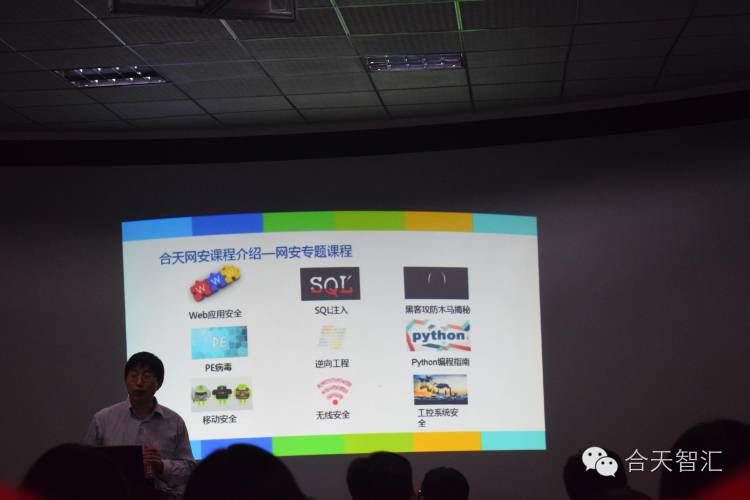 合天网安课程介绍—网安专题课程
WWW
SQL
( )
Web应用安全
SQL注入
黑客攻防木马揭秘
PE
python
PE病毒
逆向工程
Python编程指南
移动安全
无线安全
工控系统安
全
合天智汇